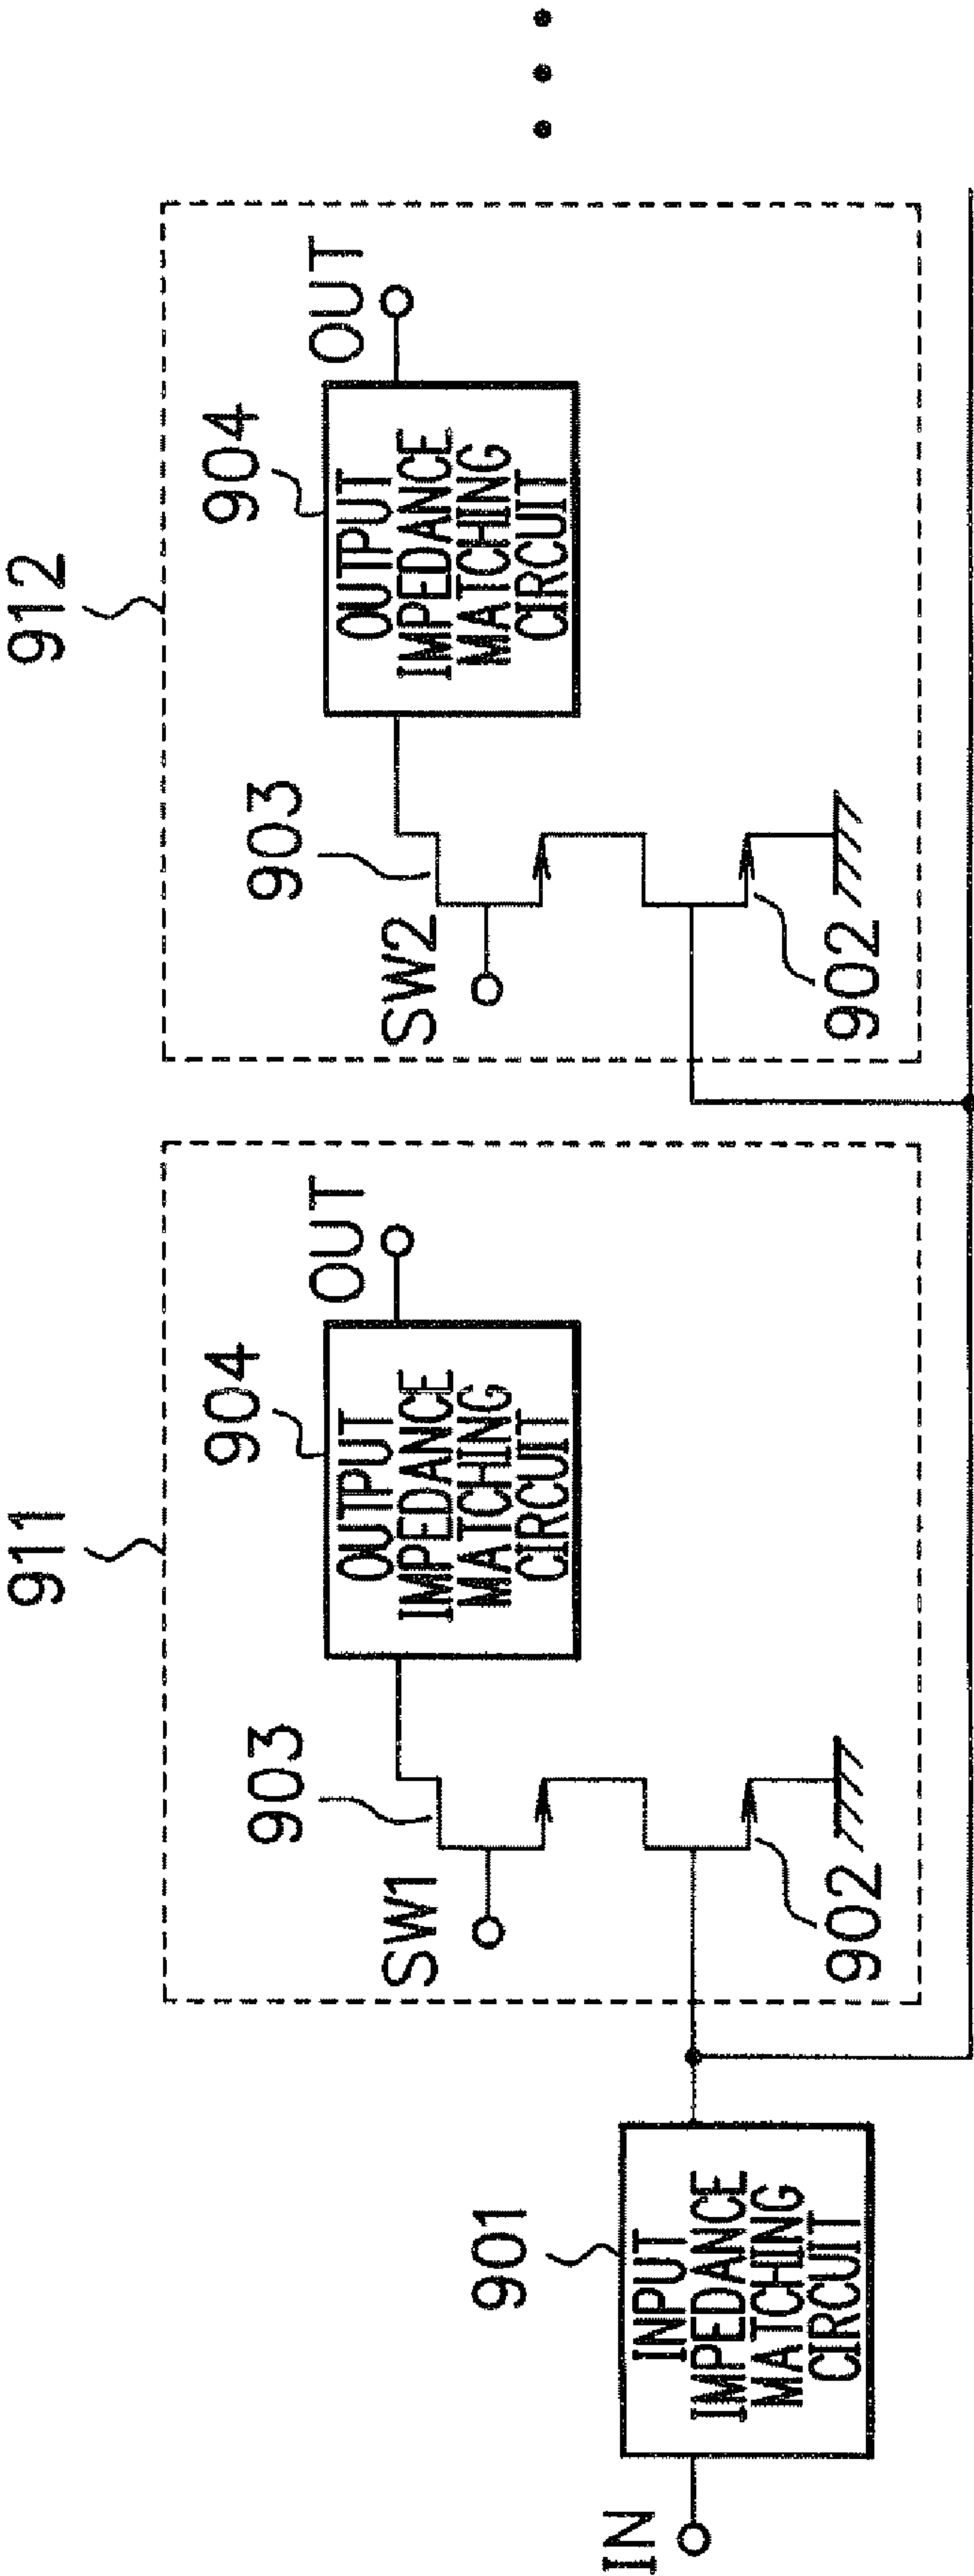 911
912
903
904
903
904
SW1
OUT
SW2
OUT
OUTPUT
IMPEDANCE
MATCHING
CIRCUIT
OUTPUT
IMPEDANCE
MATCHING
CIRCUIT
901
IN
INPUT
IMPEDANCE
MATCHING
CIRCUIT
902
902